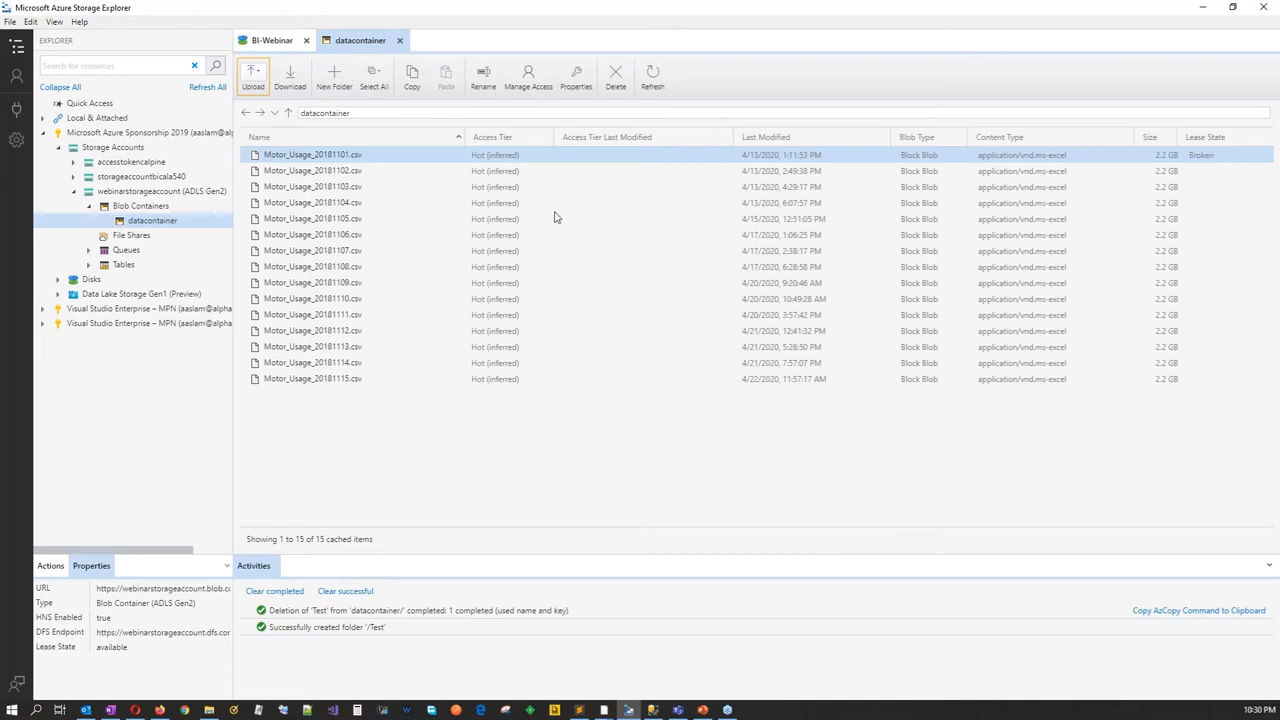 Microsoft Azure Storage Explorer
File Edit View Help
EXPLORER
Search for resources
Collapse All Refresh All
Quick Access
Local & Attached
Microsoft Azure Sponsorship 2019 (aaslam@alp
Storage Accounts
accesstokenalpine
storageaccountbicala540
webinarstorageaccount (ADLS Gen2)
Blob Containers
datacontainer
File Shares
Queues
Tables
Disks
Data Lake Storage Gen1 (Preview)
Visual Studio Enterprise – MPN (aaslam@alpha
Visual Studio Enterprise – MPN (aaslam@alpha
BI-Webinar datacontainer
Upload Download New Folder Select All Copy Paste Rename Manage Access Properties Delete Refresh
datacontainer
Name Access Tier Access Tier Last Modified Last Modified Blob Type Content Type Size Lease State
Motor_Usage_20181101.csv Hot (inferred) 4/13/2020, 1:11:53 PM Block Blob application/vnd.ms-excel 2.2 GB Broken
Motor_Usage_20181102.csv Hot (inferred) 4/13/2020, 2:49:38 PM Block Blob application/vnd.ms-excel 2.2 GB
Motor_Usage_20181103.csv Hot (inferred) 4/13/2020, 4:29:17 PM Block Blob application/vnd.ms-excel 2.2 GB
Motor_Usage_20181104.csv Hot (inferred) 4/13/2020, 6:07:57 PM Block Blob application/vnd.ms-excel 2.2 GB
Motor_Usage_20181105.csv Hot (inferred) 4/15/2020, 12:51:05 PM Block Blob application/vnd.ms-excel 2.2 GB
Motor_Usage_20181106.csv Hot (inferred) 4/17/2020, 1:06:25 PM Block Blob application/vnd.ms-excel 2.2 GB
Motor_Usage_20181107.csv Hot (inferred) 4/17/2020, 2:38:17 PM Block Blob application/vnd.ms-excel 2.2 GB
Motor_Usage_20181108.csv Hot (inferred) 4/17/2020, 6:28:58 PM Block Blob application/vnd.ms-excel 2.2 GB
Motor_Usage_20181109.csv Hot (inferred) 4/20/2020, 9:20:46 AM Block Blob application/vnd.ms-excel 2.2 GB
Motor_Usage_20181110.csv Hot (inferred) 4/20/2020, 10:49:28 AM Block Blob application/vnd.ms-excel 2.2 GB
Motor_Usage_20181111.csv Hot (inferred) 4/20/2020, 3:57:42 PM Block Blob application/vnd.ms-excel 2.2 GB
Motor_Usage_20181112.csv Hot (inferred) 4/21/2020, 12:41:32 PM Block Blob application/vnd.ms-excel 2.2 GB
Motor_Usage_20181113.csv Hot (inferred) 4/21/2020, 5:28:50 PM Block Blob application/vnd.ms-excel 2.2 GB
Motor_Usage_20181114.csv Hot (inferred) 4/21/2020, 7:57:07 PM Block Blob application/vnd.ms-excel 2.2 GB
Motor_Usage_20181115.csv Hot (inferred) 4/22/2020, 11:57:17 AM Block Blob application/vnd.ms-excel 2.2 GB
Showing 1 to 15 of 15 cached items
Actions Properties
URL https://webinarstorageaccount.blob.c
Type Blob Container (ADLS Gen2)
HNS Enabled true
DFS Endpoint https://webinarstorageaccount.dfs.cor
Lease State available
Activities
Clear completed Clear successful
Deletion of 'Test' from 'datacontainer/' completed: 1 completed (used name and key) Copy AzCopy Command to Clipboard
Successfully created folder '/Test'
10:30 PM